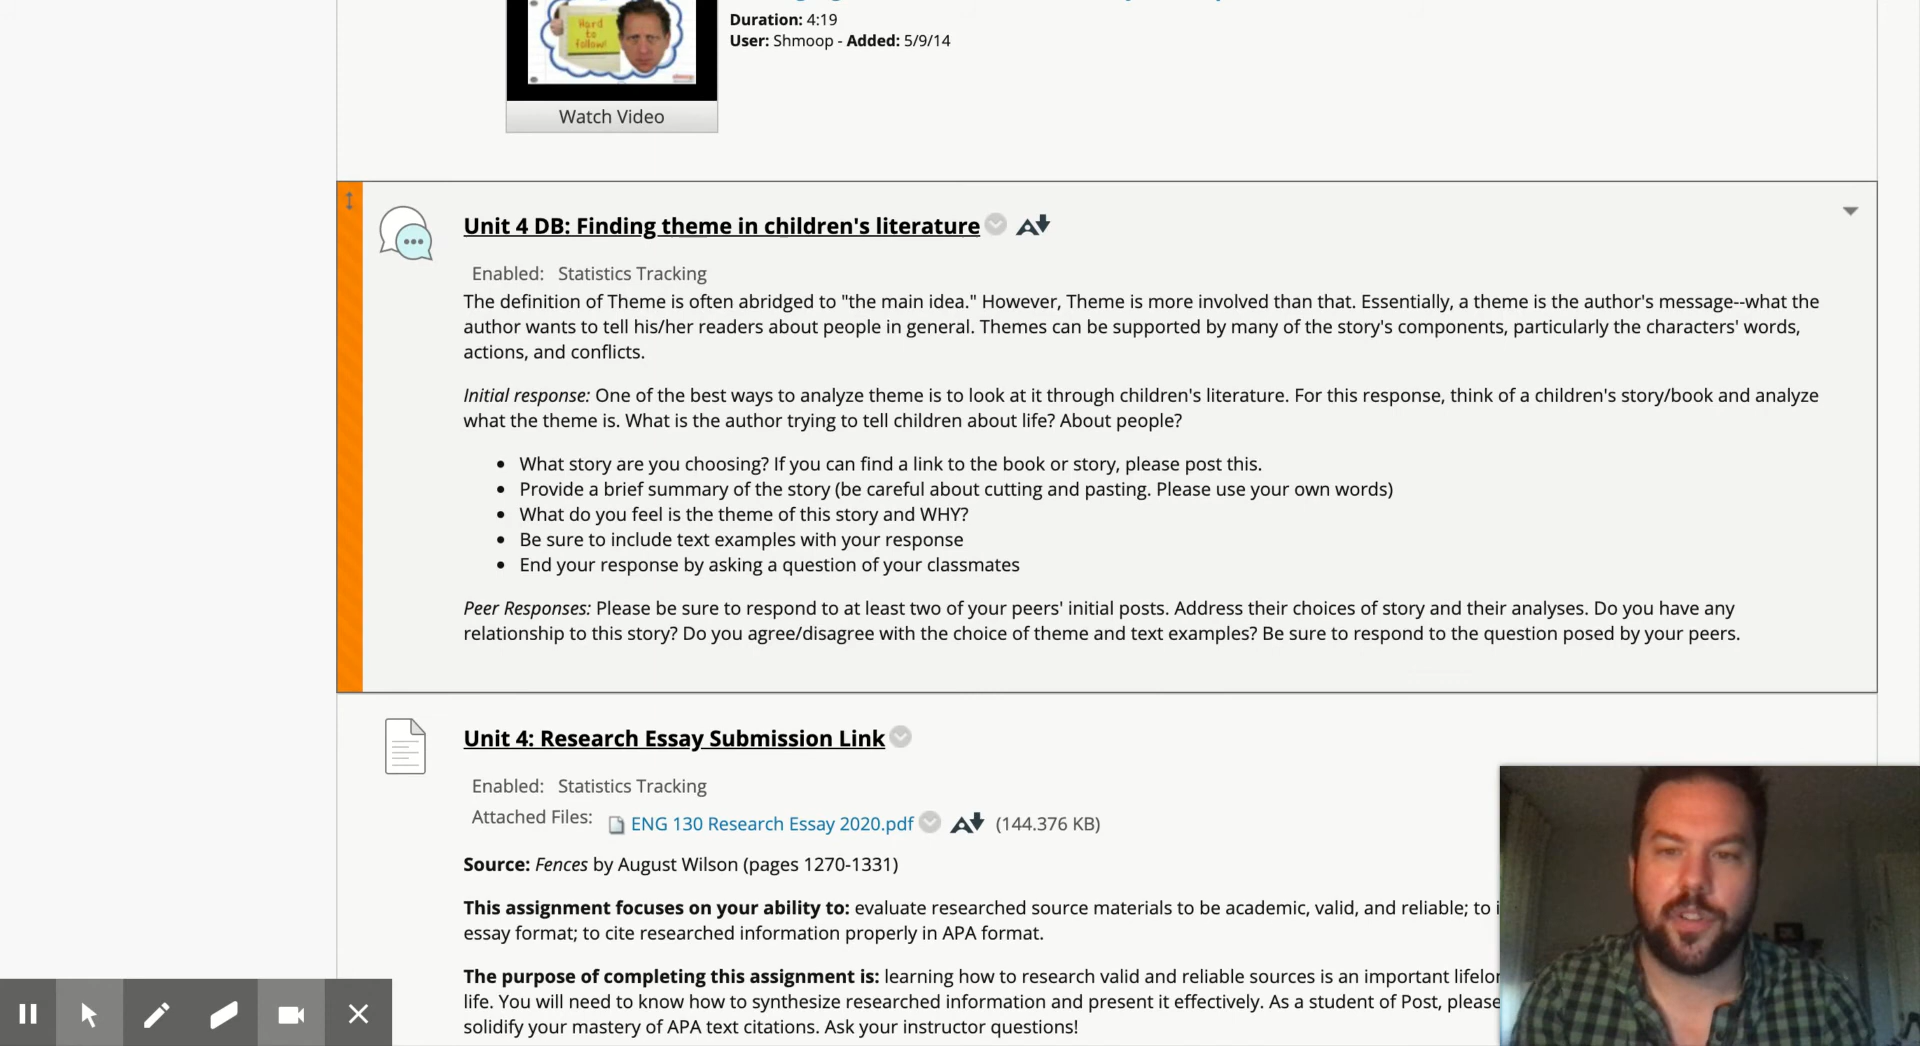 Hard
to
follow!
Duration: 4:19
User: Shmoop - Added: 5/9/14
Watch Video
Unit 4 DB: Finding theme in children's literature
Enabled: Statistics Tracking
The definition of Theme is often abridged to "the main idea." However, Theme is more involved than that. Essentially, a theme is the author's message--what the
author wants to tell his/her readers about people in general. Themes can be supported by many of the story's components, particularly the characters' words,
actions, and conflicts.
Initial response: One of the best ways to analyze theme is to look at it through children's literature. For this response, think of a children's story/book and analyze
what the theme is. What is the author trying to tell children about life? About people?
• What story are you choosing? If you can find a link to the book or story, please post this.
• Provide a brief summary of the story (be careful about cutting and pasting. Please use your own words)
• What do you feel is the theme of this story and WHY?
• Be sure to include text examples with your response
• End your response by asking a question of your classmates
Peer Responses: Please be sure to respond to at least two of your peers' initial posts. Address their choices of story and their analyses. Do you have any
relationship to this story? Do you agree/disagree with the choice of theme and text examples? Be sure to respond to the question posed by your peers.
Unit 4: Research Essay Submission Link
Enabled: Statistics Tracking
Attached Files: ENG 130 Research Essay 2020.pdf (144.376 KB)
Source: Fences by August Wilson (pages 1270-1331)
This assignment focuses on your ability to: evaluate researched source materials to be academic, valid, and reliable; to
essay format; to cite researched information properly in APA format.
The purpose of completing this assignment is: learning how to research valid and reliable sources is an important
life. You will need to know how to synthesize researched information and present it effectively. As a student of Post, please
solidify your mastery of APA text citations. Ask your instructor questions!